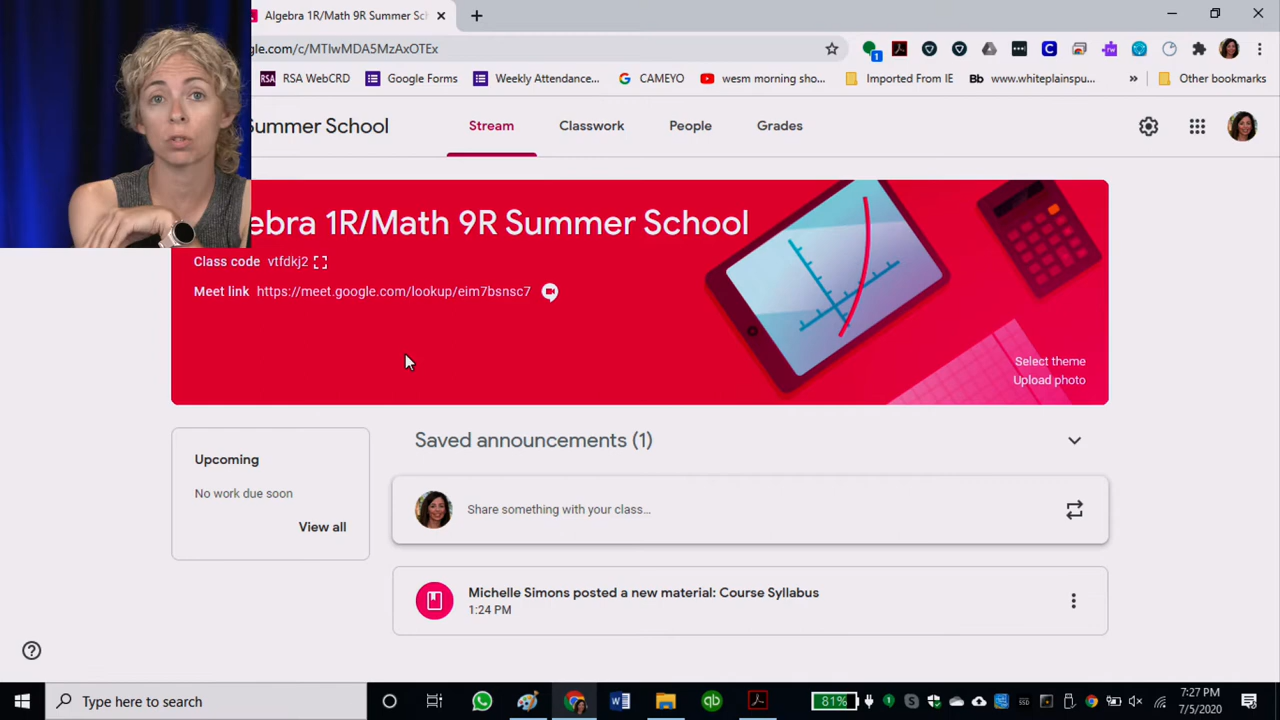 Algebra 1R/Math 9R Summer Sch
gle.com/c/MTIwMDA5MzAxOTEx
1
RSA RSA WebCRD
Google Forms
Weekly Attendance...
CAMEYO
wesm morning sho...
Imported From IE
Bb www.whiteplainspu...
Other bookmarks
Summer School
Stream
Classwork
People
Grades
ebra 1R/Math 9R Summer School
Class code vtfdkj2
Meet link https://meet.google.com/lookup/eim7bsnsc7
Select theme
Upload photo
Upcoming
No work due soon
View all
Saved announcements (1)
Share something with your class...
Michelle Simons posted a new material: Course Syllabus
1:24 PM
Type here to search
81%
7:27 PM
7/5/2020